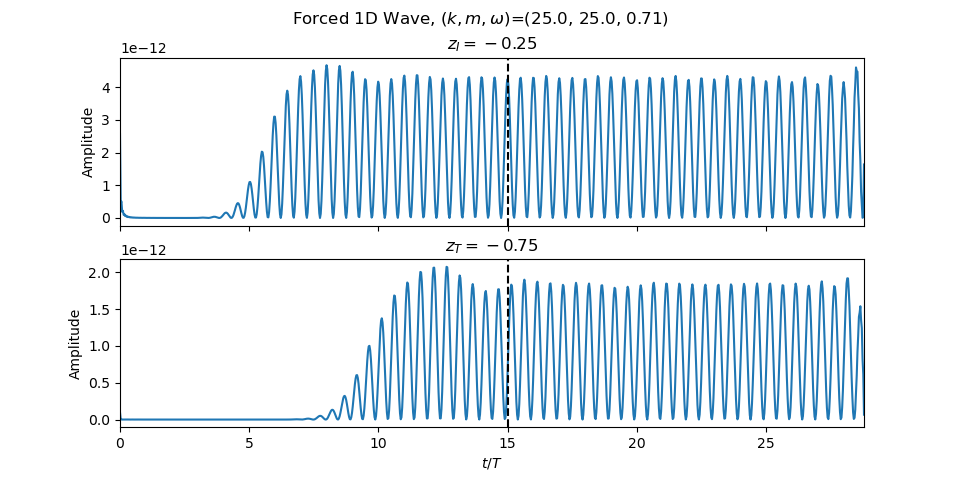 Forced 1D Wave, (k, m, ω)=(25.0, 25.0, 0.71)
z_I = −0.25
1e−12
4
3
2
1
0
Amplitude
z_T = −0.75
1e−12
2.0
1.5
1.0
0.5
0.0
Amplitude
0 5 10 15 20 25
t/T